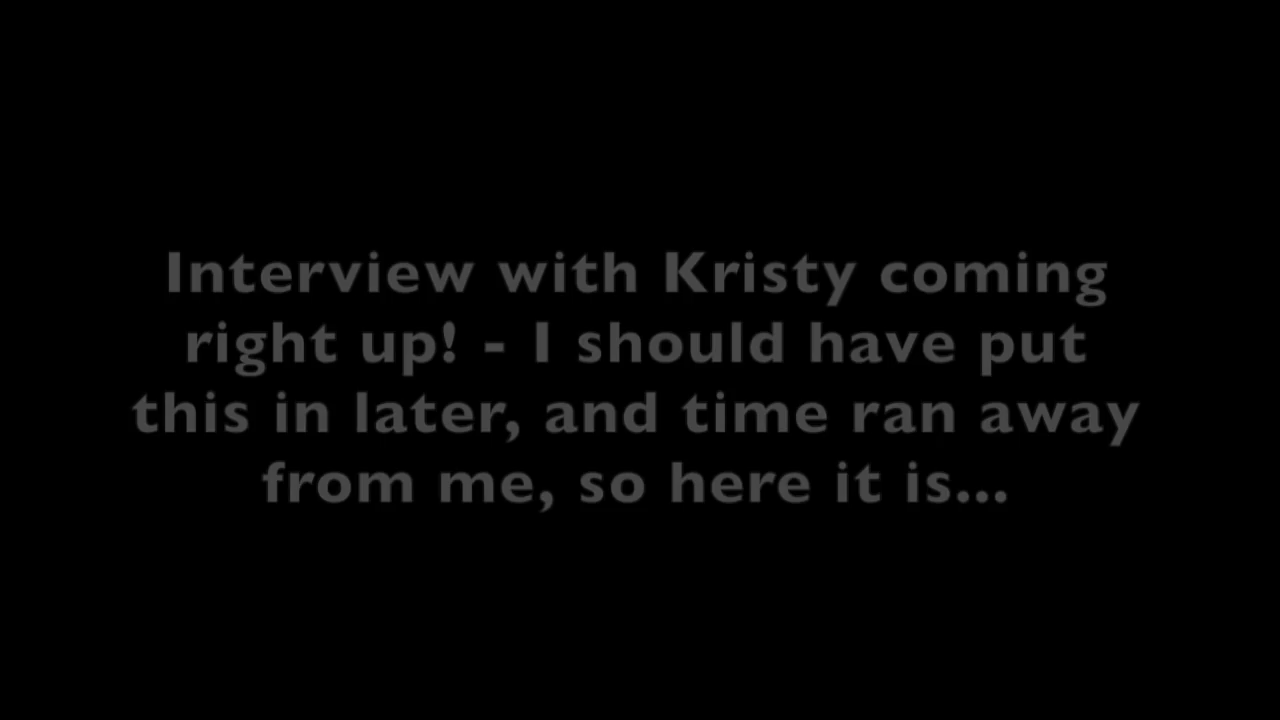 Interview with Kristy coming
right up! - I should have put
this in later, and time ran away
from me, so here it is...